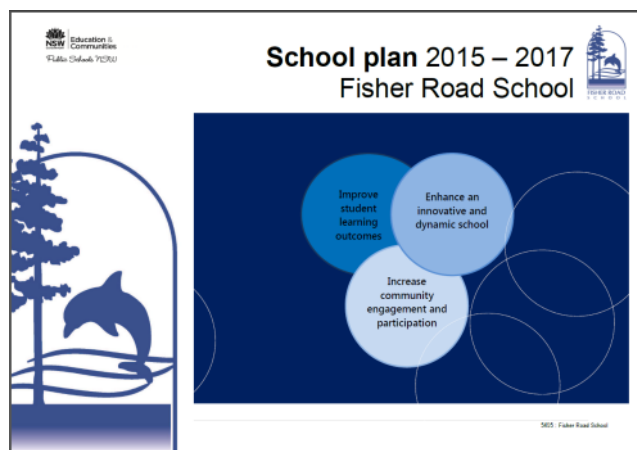 NSW
Education &
Communities
Public Schools NSW
School plan 2015 – 2017
Fisher Road School
FISHER ROAD
SCHOOL
Improve
student
learning
outcomes
Enhance an
innovative and
dynamic school
Increase
community
engagement and
participation
Fisher Road School